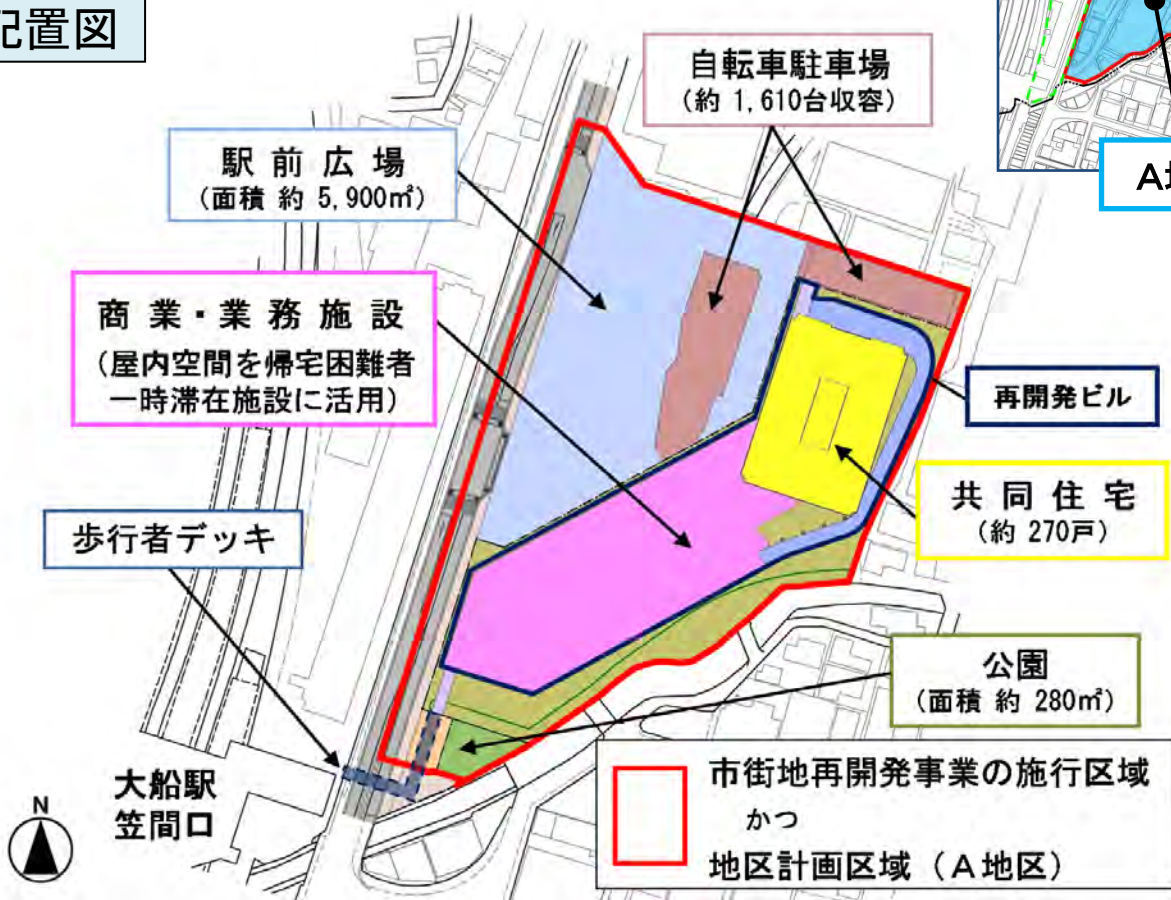 配置図
自転車駐車場
(約 1,610台収容)
駅前広場
(面積 約 5,900㎡)
A地
商業・業務施設
(屋内空間を帰宅困難者
一時滞在施設に活用)
再開発ビル
共同住宅
(約 270戸)
歩行者デッキ
公園
(面積 約 280㎡)
大船駅
笠間口
N
市街地再開発事業の施行区域
かつ
地区計画区域(A地区)